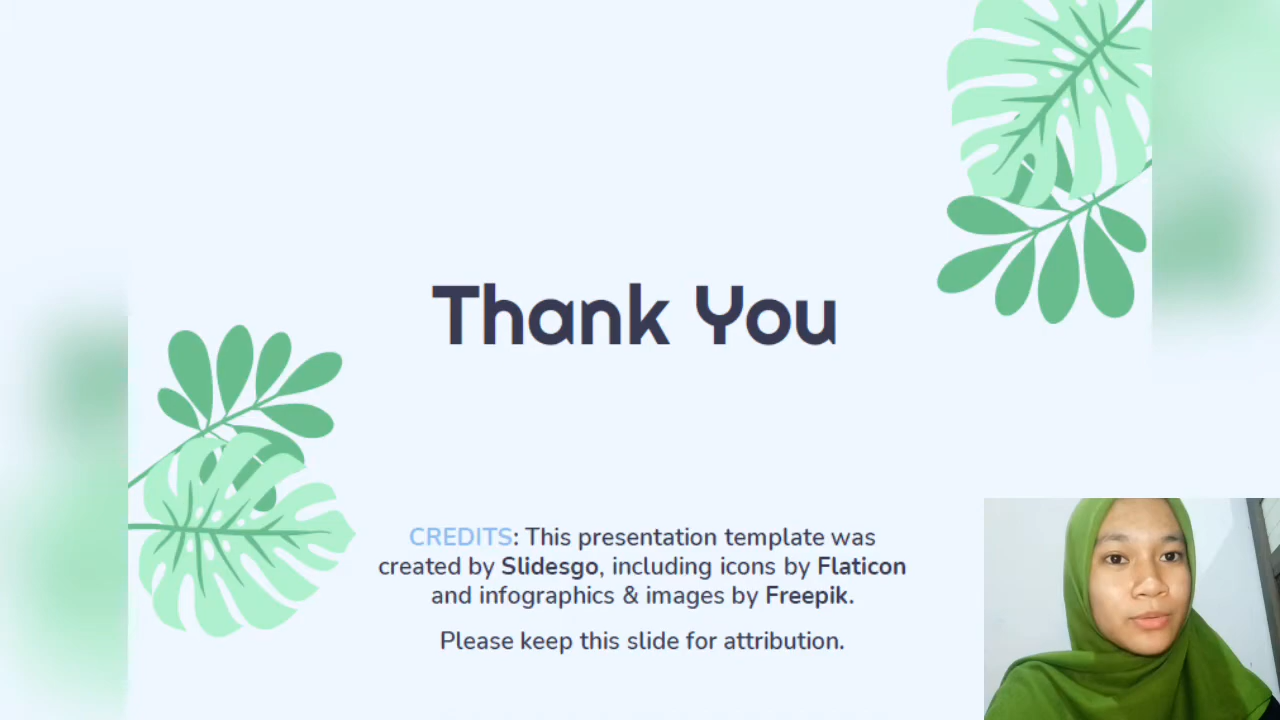 Thank You
CREDITS: This presentation template was
created by Slidesgo, including icons by Flaticon
and infographics & images by Freepik.
Please keep this slide for attribution.